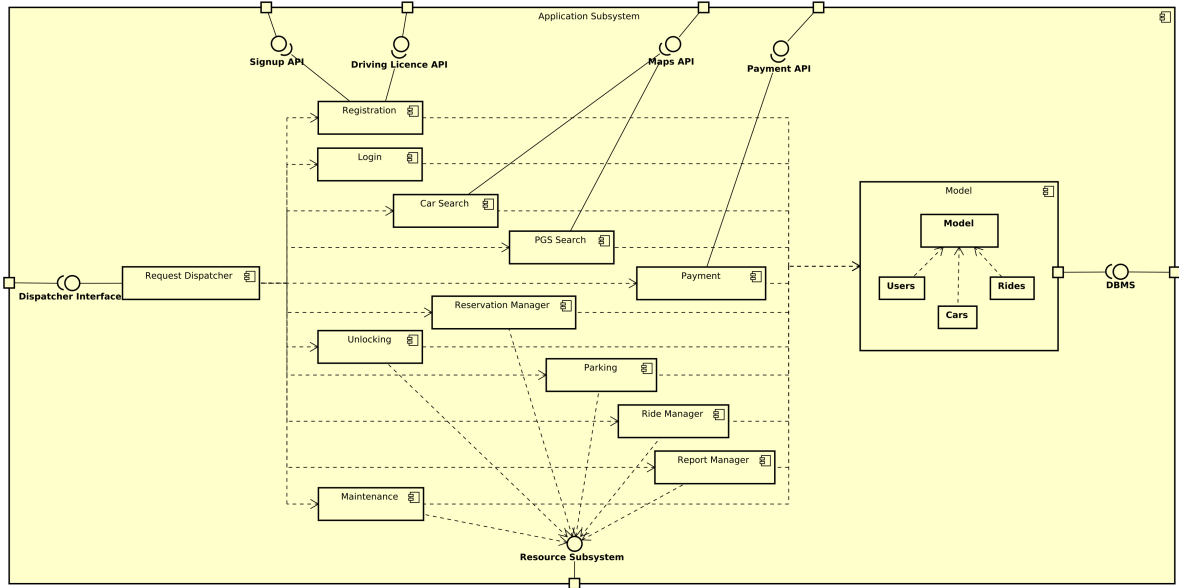 Application Subsystem
Signup API
Driving Licence API
Maps API
Payment API
Registration
Login
Car Search
PGS Search
Request Dispatcher
Payment
Dispatcher Interface
Reservation Manager
Unlocking
Parking
Ride Manager
Report Manager
Maintenance
Resource Subsystem
Model
Model
Users
Rides
Cars
DBMS